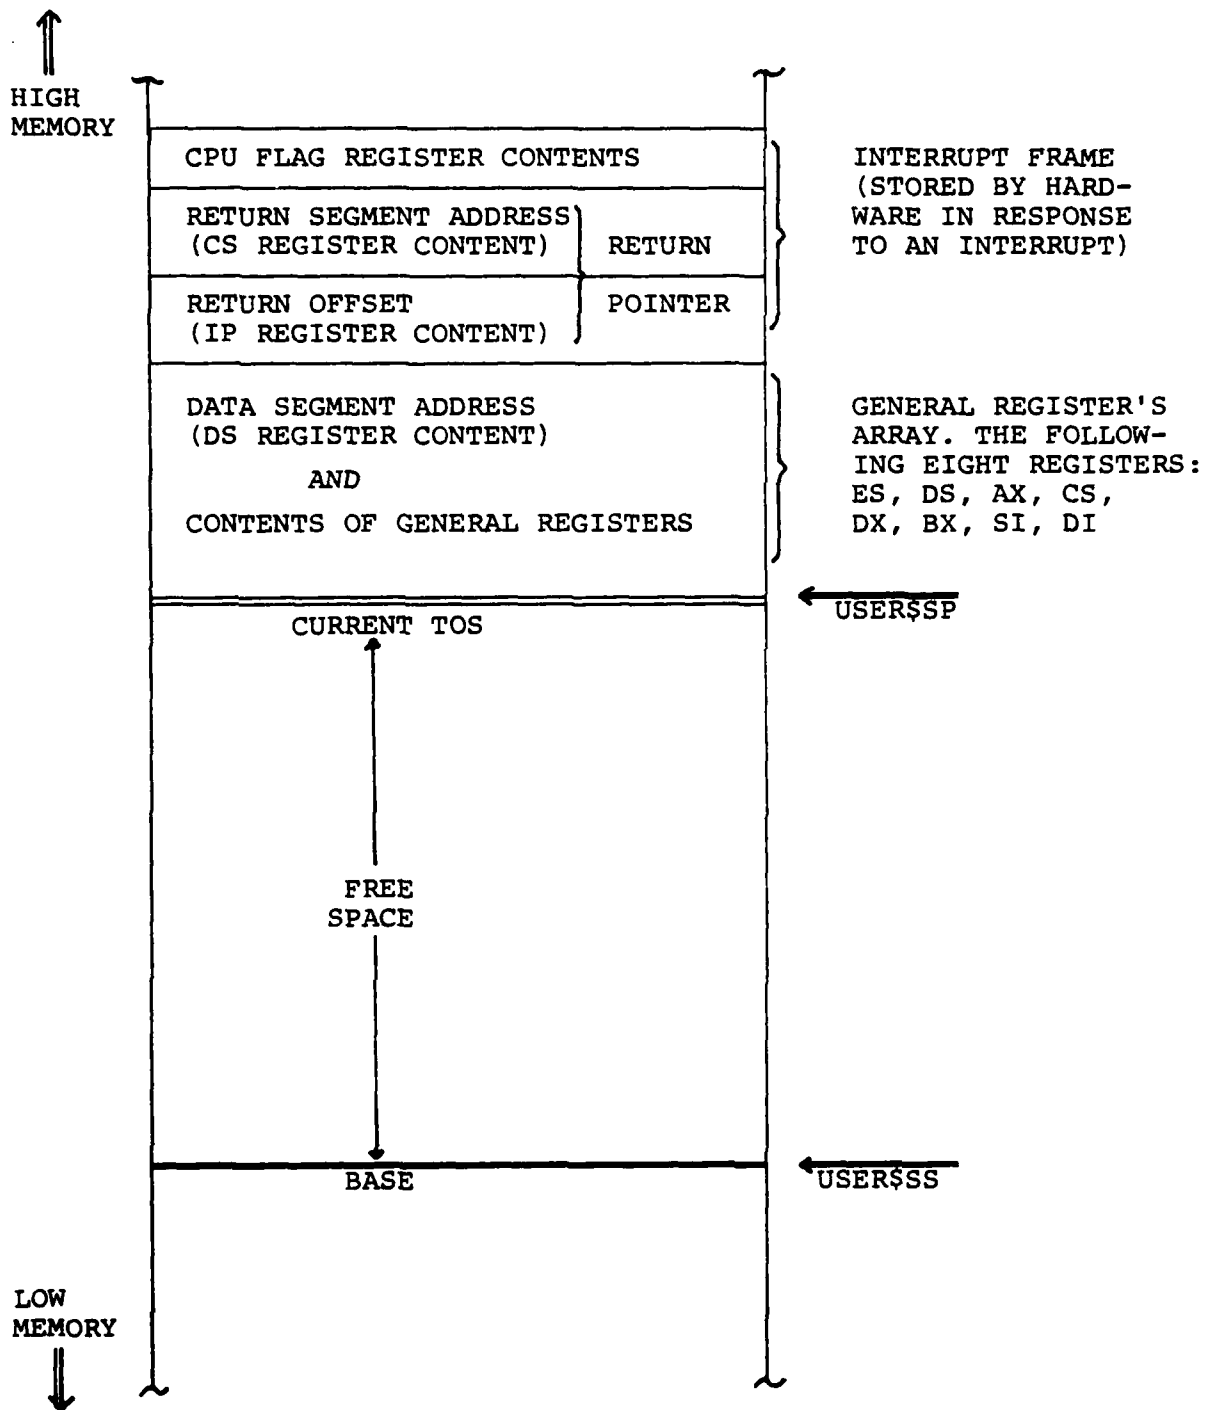 HIGH
MEMORY
CPU FLAG REGISTER CONTENTS
RETURN SEGMENT ADDRESS
(CS REGISTER CONTENT)
RETURN
RETURN OFFSET
(IP REGISTER CONTENT)
POINTER
INTERRUPT FRAME
(STORED BY HARD-
WARE IN RESPONSE
TO AN INTERRUPT)
DATA SEGMENT ADDRESS
(DS REGISTER CONTENT)
AND
CONTENTS OF GENERAL REGISTERS
GENERAL REGISTER'S
ARRAY. THE FOLLOW-
ING EIGHT REGISTERS:
ES, DS, AX, CS,
DX, BX, SI, DI
USER$SP
CURRENT TOS
FREE
SPACE
BASE
USER$SS
LOW
MEMORY